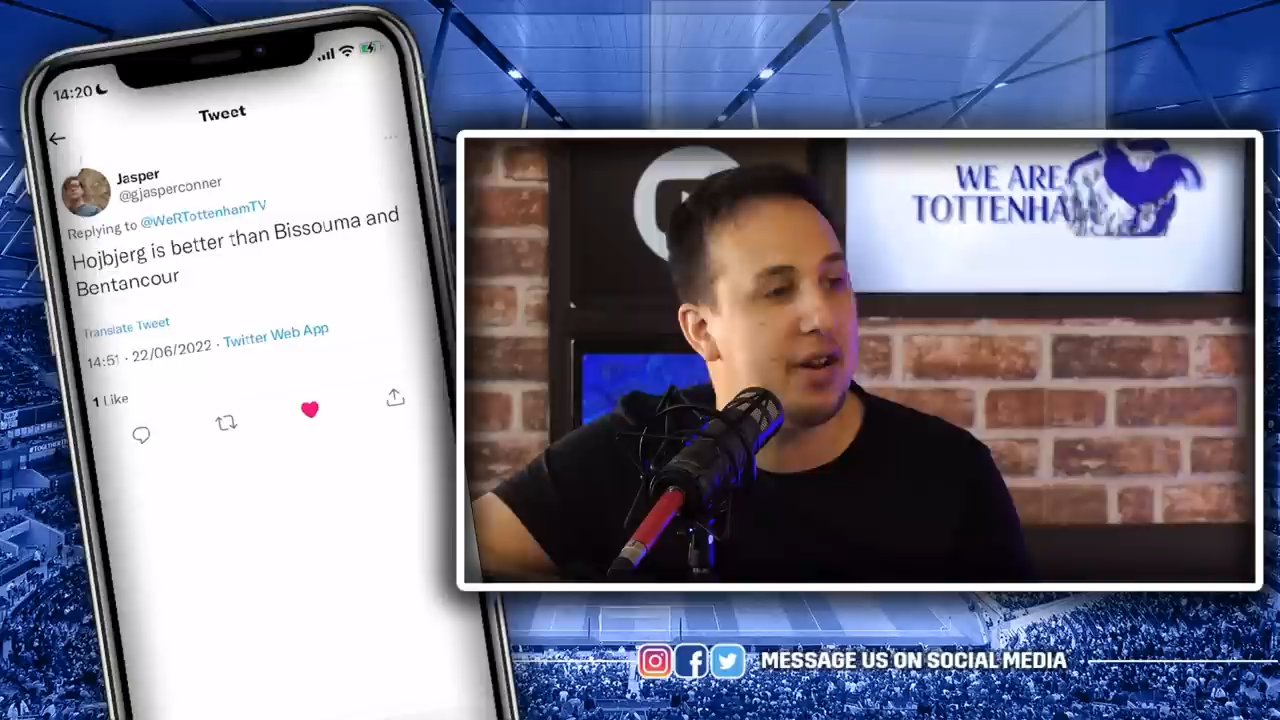 14:20
Tweet
Jasper
@gjasperconner
Replying to @WeRTottenhamTV
Hojbjerg is better than Bissouma and
Bentancour
Translate Tweet
14:51 · 22/06/2022 · Twitter Web App
1 Like
WE ARE
TOTTENHA
MESSAGE US ON SOCIAL MEDIA